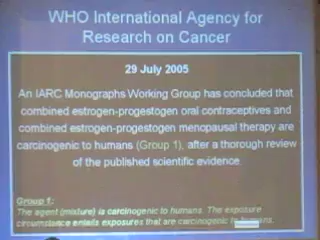 WHO International Agency for
Research on Cancer
29 July 2005
An IARC Monographs Working Group has concluded that
combined estrogen-progestogen oral contraceptives and
combined estrogen-progestogen menopausal therapy are
carcinogenic to humans (Group 1), after a thorough review
of the published scientific evidence.
Group 1:
The agent (mixture) is carcinogenic to humans. The exposure
circumstance entails exposures that are carcinogenic to humans.